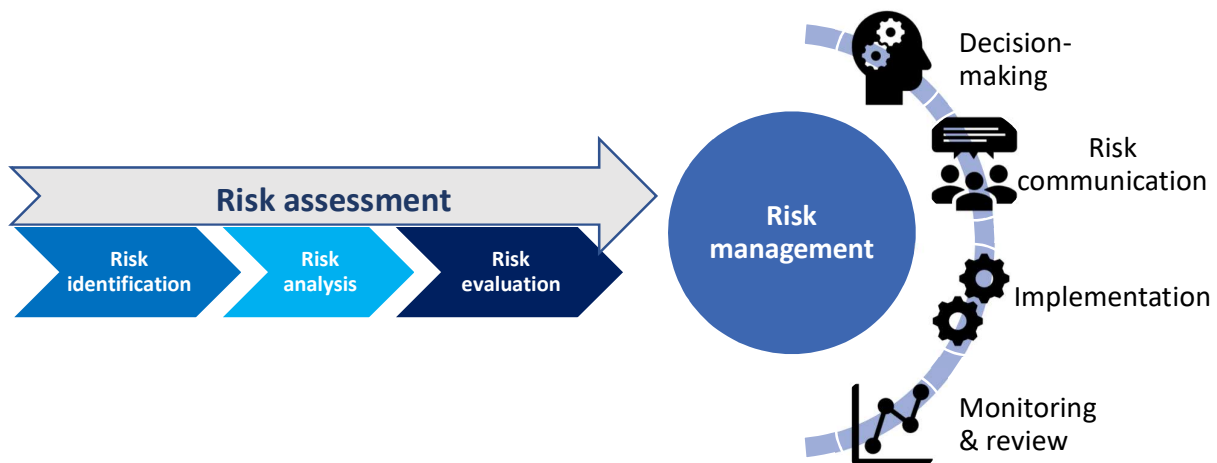 Risk assessment
Risk
identification
Risk
analysis
Risk
evaluation
Risk
management
Decision-
making
Risk
communication
Implementation
Monitoring
& review